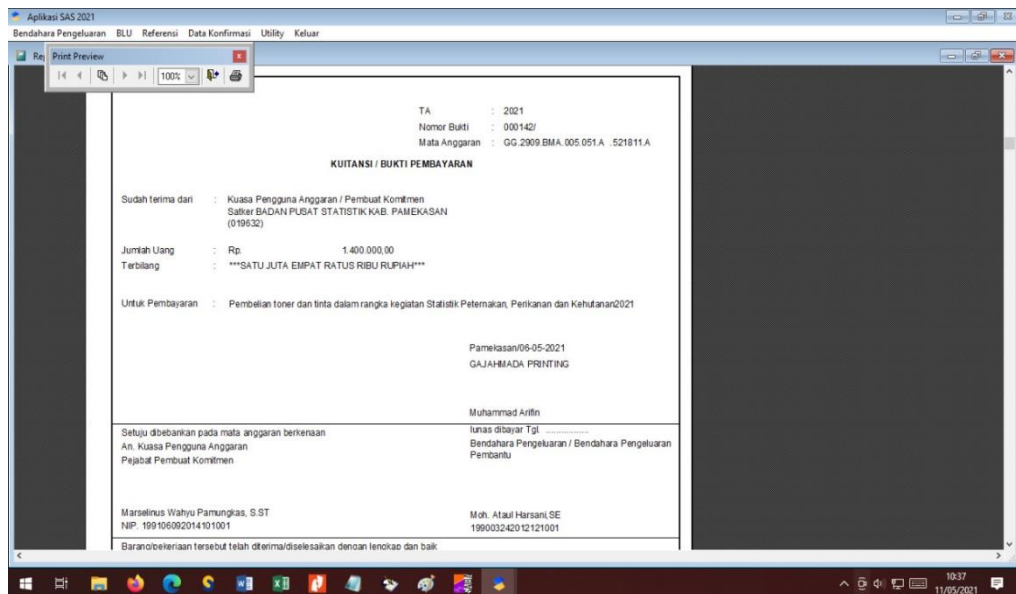 Aplikasi SAS 2021
Bendahara Pengeluaran BLU Referensi Data Konfirmasi Utility Keluar
Print Preview
100%
TA : 2021
Nomor Bukti : 000142/
Mata Anggaran : GG.2909.BMA.005.051.A .521811.A
KUITANSI / BUKTI PEMBAYARAN
Sudah terima dari : Kuasa Pengguna Anggaran / Pembuat Komitmen
Satker BADAN PUSAT STATISTIK KAB. PAMEKASAN
(019632)
Jumlah Uang : Rp. 1.400.000,00
Terbilang : ***SATU JUTA EMPAT RATUS RIBU RUPIAH***
Untuk Pembayaran : Pembelian toner dan tinta dalam rangka kegiatan Statistik Peternakan, Perikanan dan Kehutanan2021
Pamekasan/06-05-2021
GAJAHMADA PRINTING
Muhammad Arifin
Setuju dibebankan pada mata anggaran berkenaan
An. Kuasa Pengguna Anggaran
Pejabat Pembuat Komitmen
lunas dibayar Tgl. ..................
Bendahara Pengeluaran / Bendahara Pengeluaran
Pembantu
Marselinus Wahyu Pamungkas, S.ST
NIP. 199106092014101001
Moh. Ataul Harsani,SE
199003242012121001
Barang/pekerjaan tersebut telah diterima/diselesaikan dengan lengkap dan baik
10:37
11/05/2021